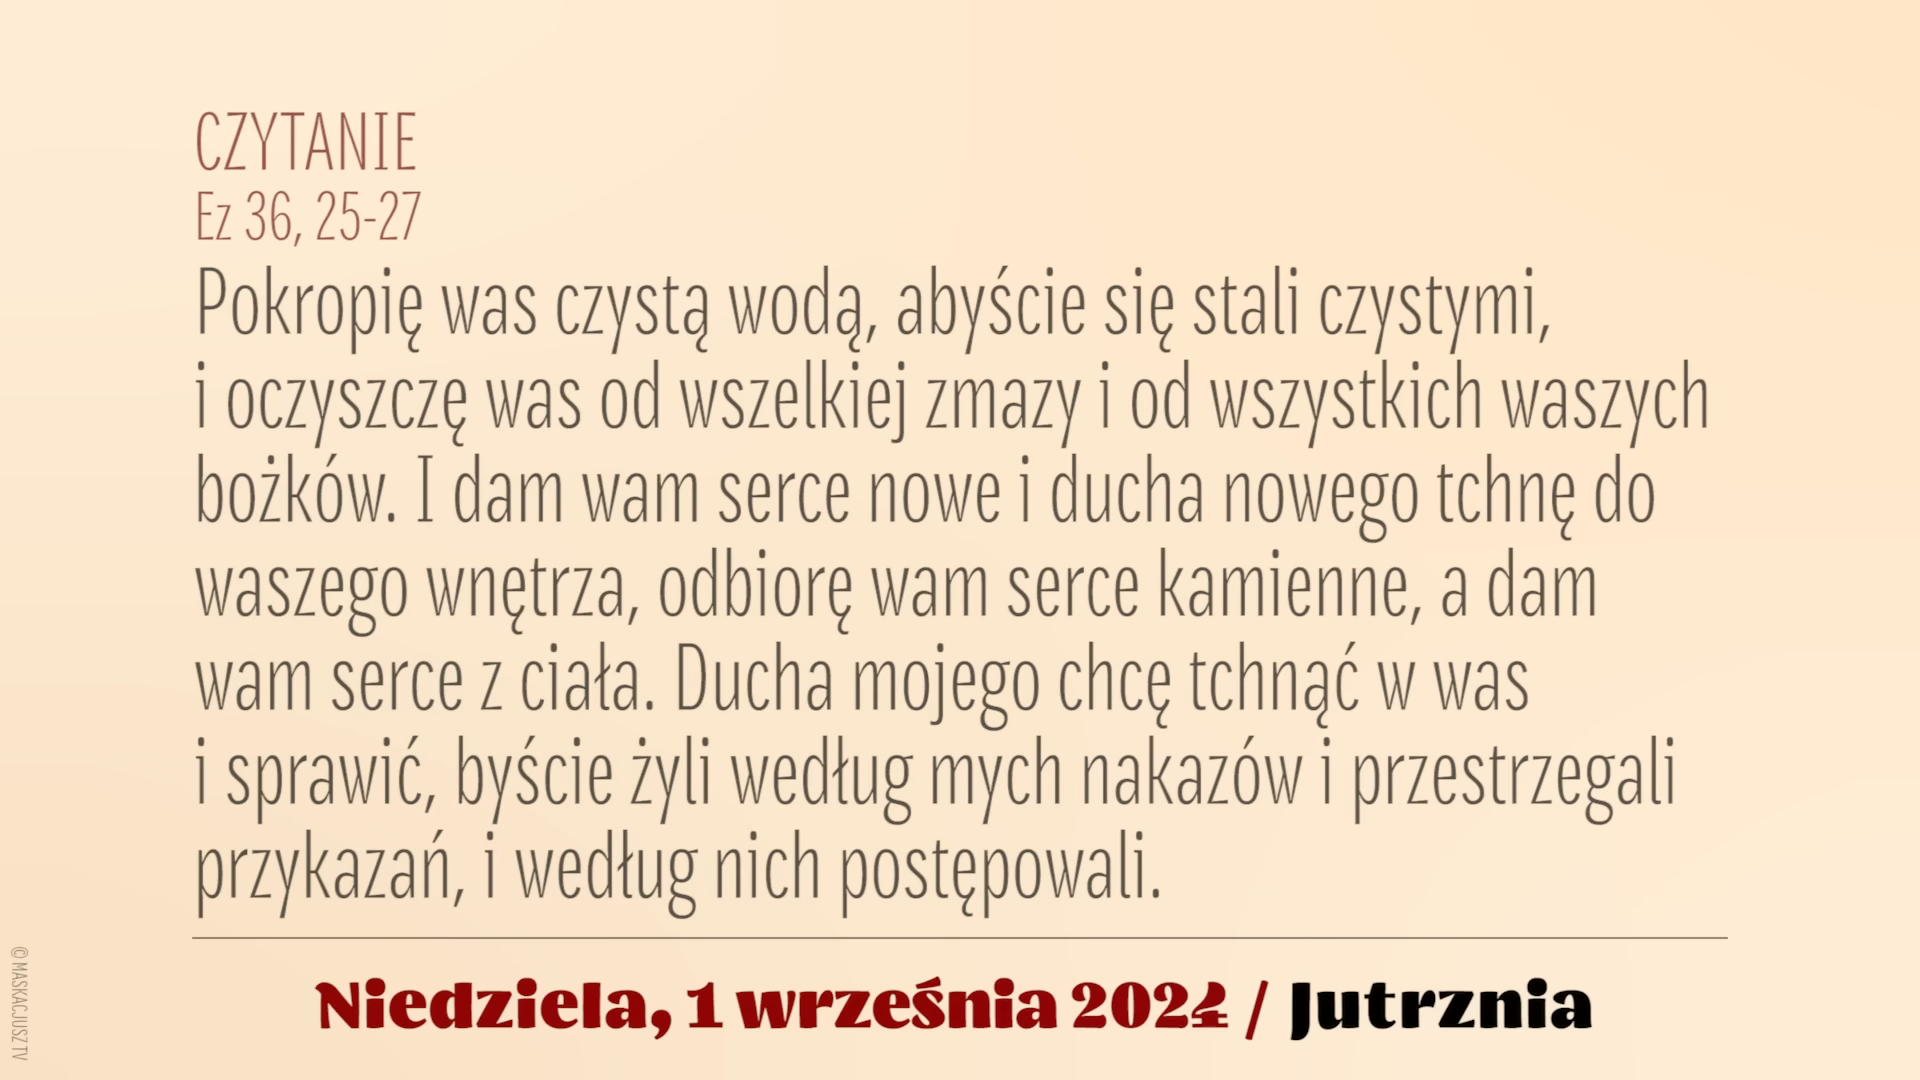 CZYTANIE
Ez 36, 25-27
Pokropię was czystą wodą, abyście się stali czystymi,
i oczyszczę was od wszelkiej zmazy i od wszystkich waszych
bożków. I dam wam serce nowe i ducha nowego tchnę do
waszego wnętrza, odbiorę wam serce kamienne, a dam
wam serce z ciała. Ducha mojego chcę tchnąć w was
i sprawić, byście żyli według mych nakazów i przestrzegali
przykazań, i według nich postępowali.
Niedziela, 1 września 2024 / Jutrznia
© MASKACJUSZ TV